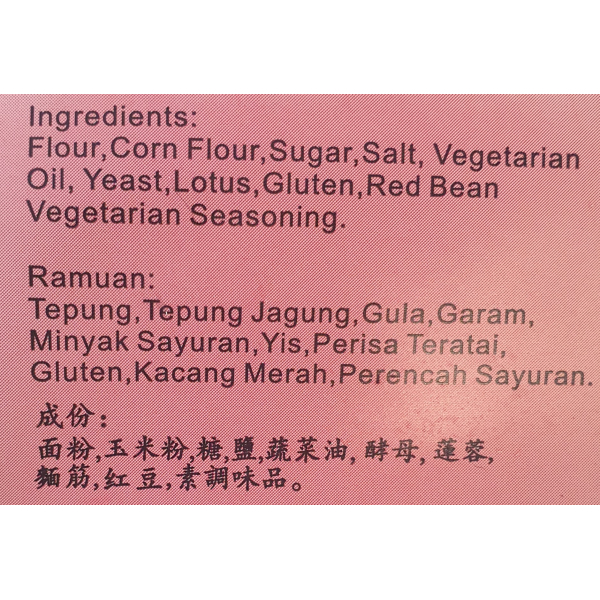 Ingredients:
Flour,Corn Flour,Sugar,Salt, Vegetarian
Oil, Yeast,Lotus,Gluten,Red Bean
Vegetarian Seasoning.
Ramuan:
Tepung,Tepung Jagung,Gula,Garam,
Minyak Sayuran,Yis,Perisa Teratai,
Gluten,Kacang Merah,Perencah Sayuran.
成份：
面粉,玉米粉,糖,鹽,蔬菜油, 酵母, 蓮蓉,
麵筋,红豆,素調味品。